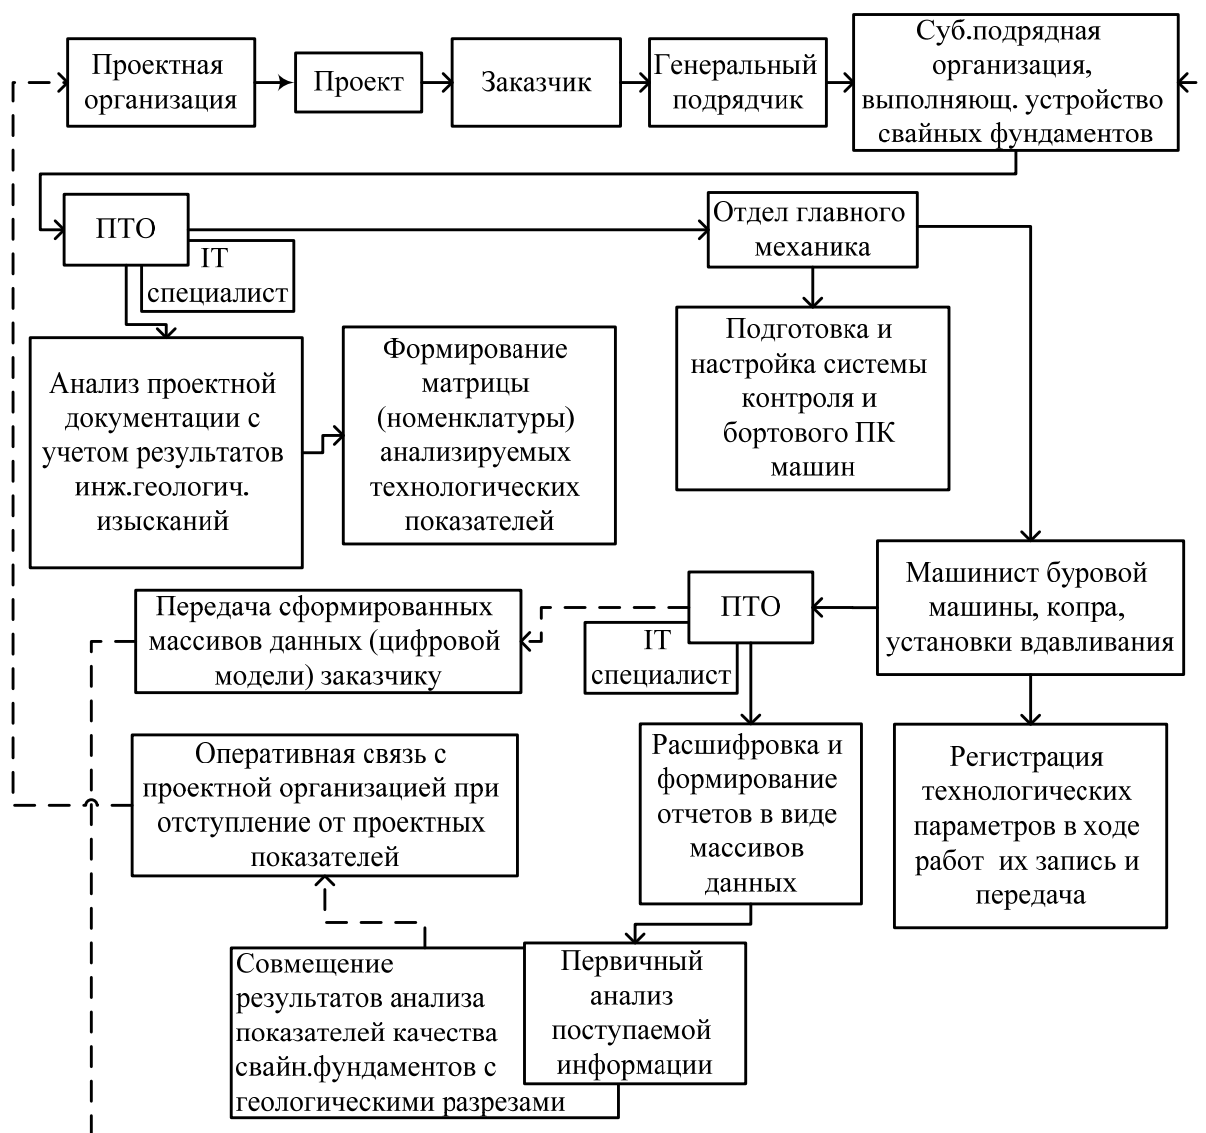 Проектная
организация
Проект
Заказчик
Генеральный
подрядчик
Суб.подрядная
организация,
выполняющ. устройство
свайных фундаментов
ПТО
IT
специалист
Отдел главного
механика
Анализ проектной
документации с
учетом результатов
инж.геологич.
изысканий
Формирование
матрицы
(номенклатуры)
анализируемых
технологических
показателей
Подготовка и
настройка системы
контроля и
бортового ПК
машин
Машинист буровой
машины, копра,
установки вдавливания
ПТО
IT
специалист
Передача сформированных
массивов данных (цифровой
модели) заказчику
Оперативная связь с
проектной организацией при
отступление от проектных
показателей
Расшифровка и
формирование
отчетов в виде
массивов
данных
Регистрация
технологических
параметров в ходе
работ их запись и
передача
Совмещение
результатов анализа
показателей качества
свайн.фундаментов с
геологическими разрезами
Первичный
анализ
поступаемой
информации